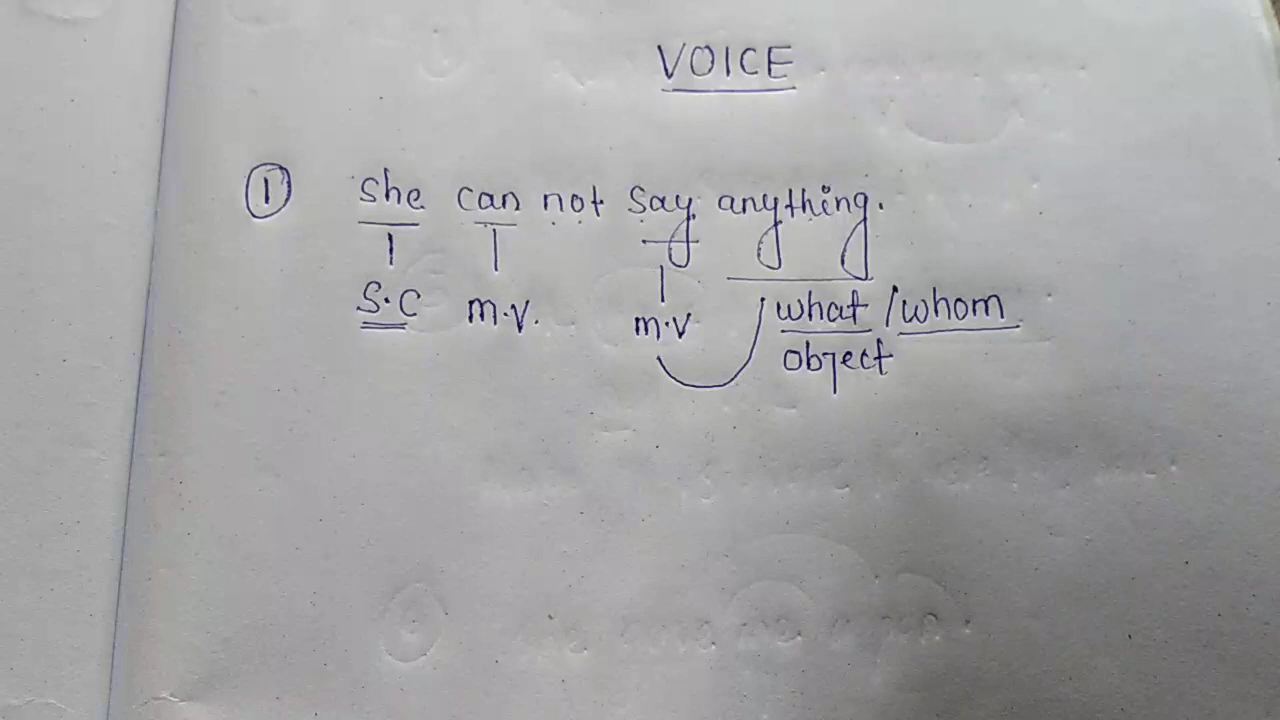 VOICE
① she can not say anything.
S.C m.v. m.v what / whom
object